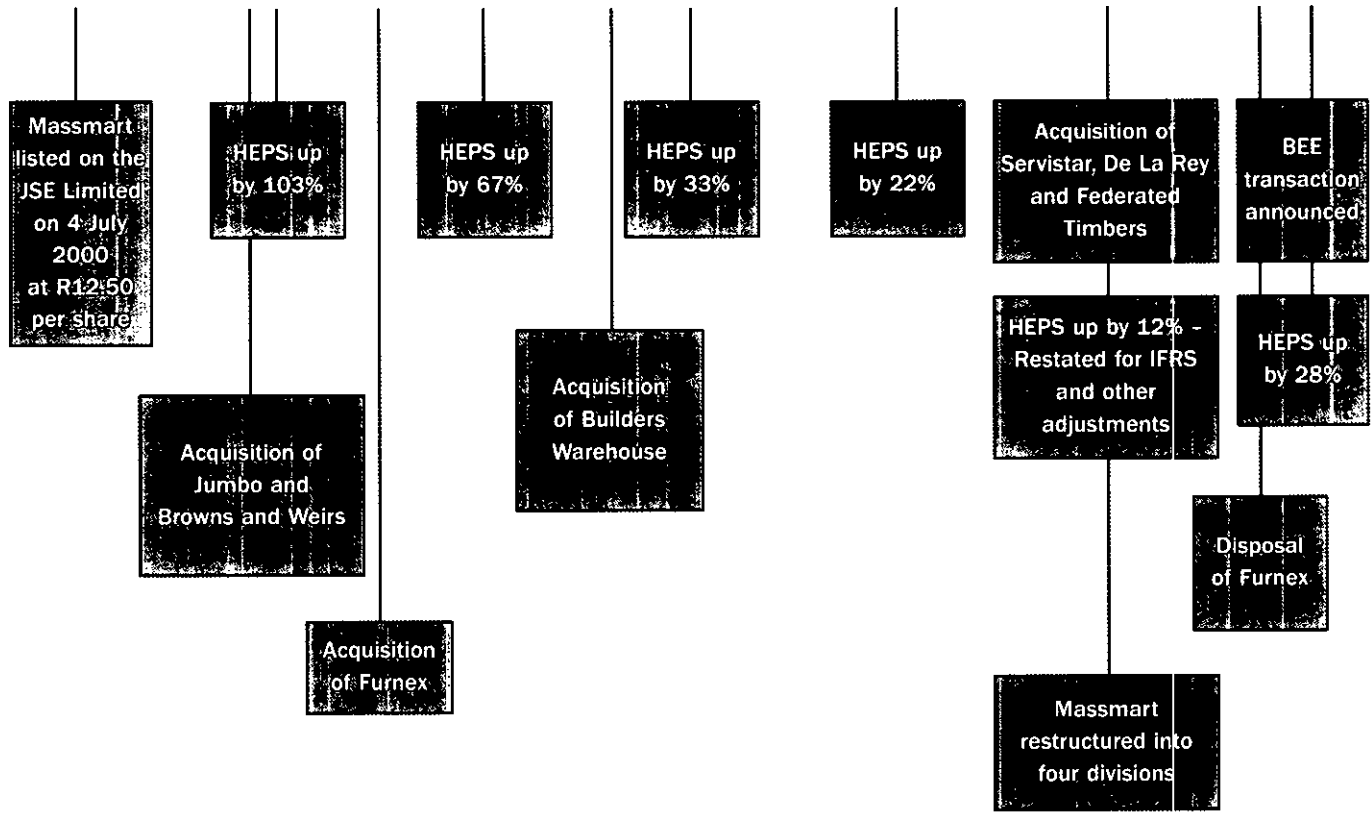 Massmart
listed on the
JSE Limited
on 4 July
2000
at R12.50
per share
HEPS up
by 103%
HEPS up
by 67%
HEPS up
by 33%
HEPS up
by 22%
Acquisition of
Servistar, De La Rey
and Federated
Timbers
BEE
transaction
announced
HEPS up by 12% –
Restated for IFRS
and other
adjustments
HEPS up
by 28%
Acquisition of
Jumbo and
Browns and Weirs
Acquisition
of Builders
Warehouse
Disposal
of Furnex
Acquisition
of Furnex
Massmart
restructured into
four divisions